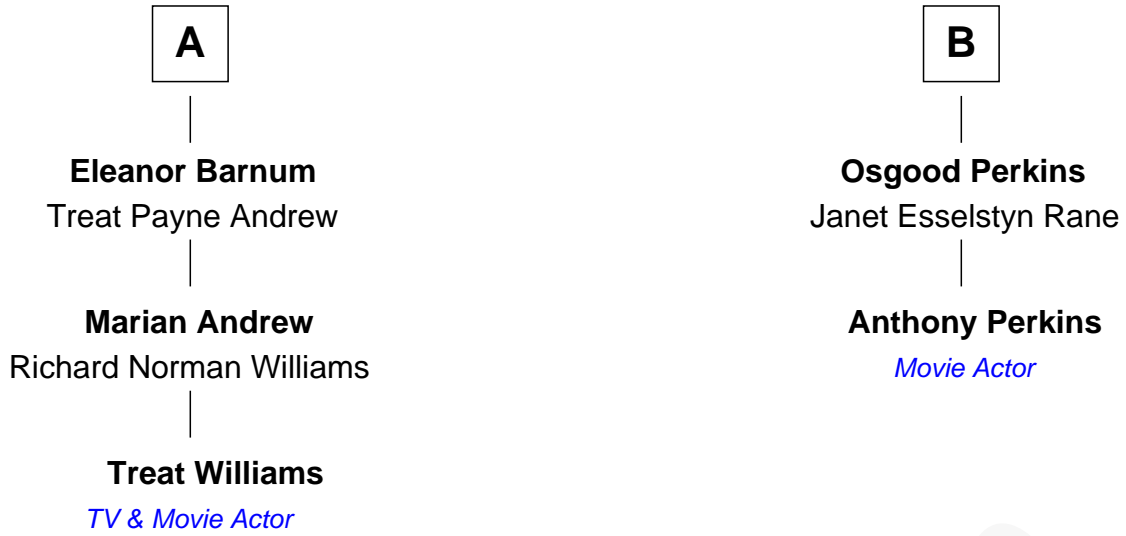 A
Eleanor Barnum
Treat Payne Andrew
Marian Andrew
Richard Norman Williams
Treat Williams
TV & Movie Actor
B
Osgood Perkins
Janet Esselstyn Rane
Anthony Perkins
Movie Actor